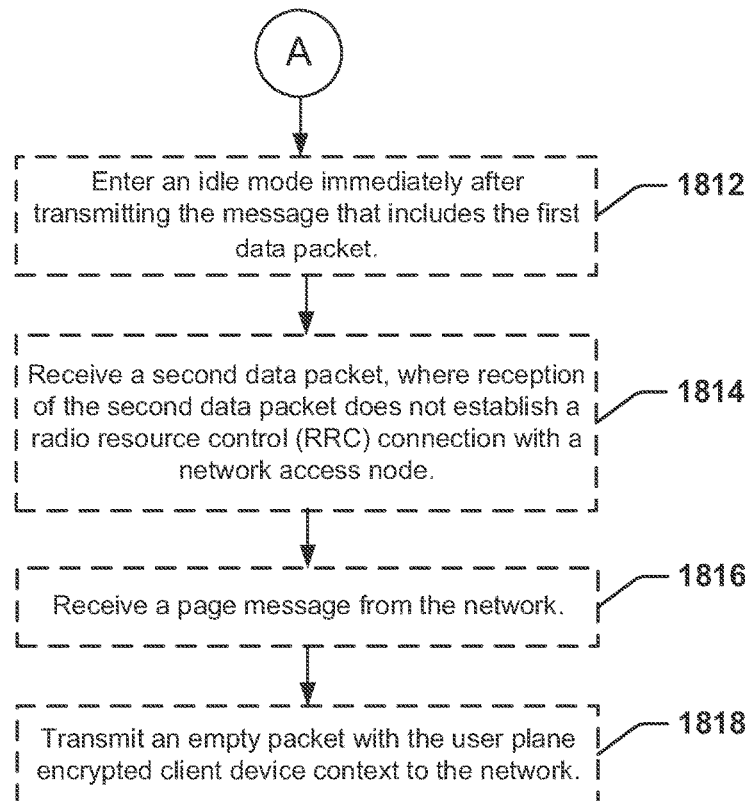 A
Enter an idle mode immediately after
transmitting the message that includes the first
data packet.
1812
Receive a second data packet, where reception
of the second data packet does not establish a
radio resource control (RRC) connection with a
network access node.
1814
Receive a page message from the network.
1816
Transmit an empty packet with the user plane
encrypted client device context to the network.
1818